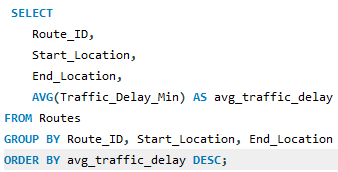 SELECT
Route_ID,
Start_Location,
End_Location,
AVG(Traffic_Delay_Min) AS avg_traffic_delay
FROM Routes
GROUP BY Route_ID, Start_Location, End_Location
ORDER BY avg_traffic_delay DESC;